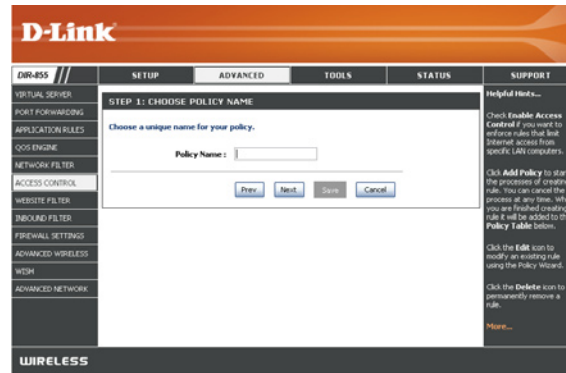 D-Link
DIR-855
SETUP
ADVANCED
TOOLS
STATUS
SUPPORT
VIRTUAL SERVER
PORT FORWARDING
APPLICATION RULES
QOS ENGINE
NETWORK FILTER
ACCESS CONTROL
WEBSITE FILTER
INBOUND FILTER
FIREWALL SETTINGS
ADVANCED WIRELESS
WISH
ADVANCED NETWORK
STEP 1: CHOOSE POLICY NAME
Choose a unique name for your policy.
Policy Name :
Prev
Next
Save
Cancel
Helpful Hints...
Check Enable Access
Control if you want to
enforce rules that limit
Internet access from
specific LAN computers.
Click Add Policy to star
the processes of creatin
rule. You can cancel the
process at any time. Wh
you are finished creating
rule it will be added to th
Policy Table below.
Click the Edit icon to
modify an existing rule
using the Policy Wizard.
Click the Delete icon to
permanently remove a
rule.
More...
WIRELESS